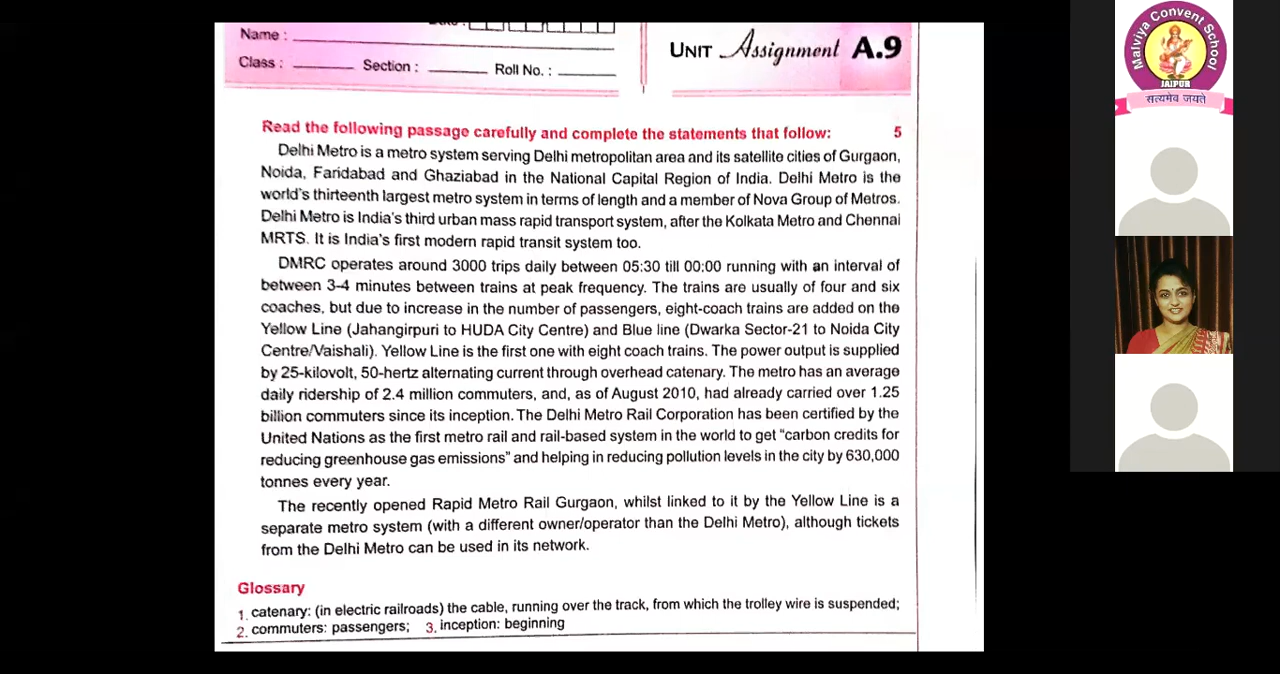 Name :
Class : Section : Roll No. :
UNIT Assignment A.9
Read the following passage carefully and complete the statements that follow: 5
Delhi Metro is a metro system serving Delhi metropolitan area and its satellite cities of Gurgaon,
Noida, Faridabad and Ghaziabad in the National Capital Region of India. Delhi Metro is the
world's thirteenth largest metro system in terms of length and a member of Nova Group of Metros.
Delhi Metro is India's third urban mass rapid transport system, after the Kolkata Metro and Chennai
MRTS. It is India's first modern rapid transit system too.
DMRC operates around 3000 trips daily between 05:30 till 00:00 running with an interval of
between 3-4 minutes between trains at peak frequency. The trains are usually of four and six
coaches, but due to increase in the number of passengers, eight-coach trains are added on the
Yellow Line (Jahangirpuri to HUDA City Centre) and Blue line (Dwarka Sector-21 to Noida City
Centre/Vaishali). Yellow Line is the first one with eight coach trains. The power output is supplied
by 25-kilovolt, 50-hertz alternating current through overhead catenary. The metro has an average
daily ridership of 2.4 million commuters, and, as of August 2010, had already carried over 1.25
billion commuters since its inception. The Delhi Metro Rail Corporation has been certified by the
United Nations as the first metro rail and rail-based system in the world to get “carbon credits for
reducing greenhouse gas emissions” and helping in reducing pollution levels in the city by 630,000
tonnes every year.
The recently opened Rapid Metro Rail Gurgaon, whilst linked to it by the Yellow Line is a
separate metro system (with a different owner/operator than the Delhi Metro), although tickets
from the Delhi Metro can be used in its network.
Glossary
1. catenary: (in electric railroads) the cable, running over the track, from which the trolley wire is suspended;
2. commuters: passengers; 3. inception: beginning
Malviya Convent School
JAIPUR
सत्यमेव जयते